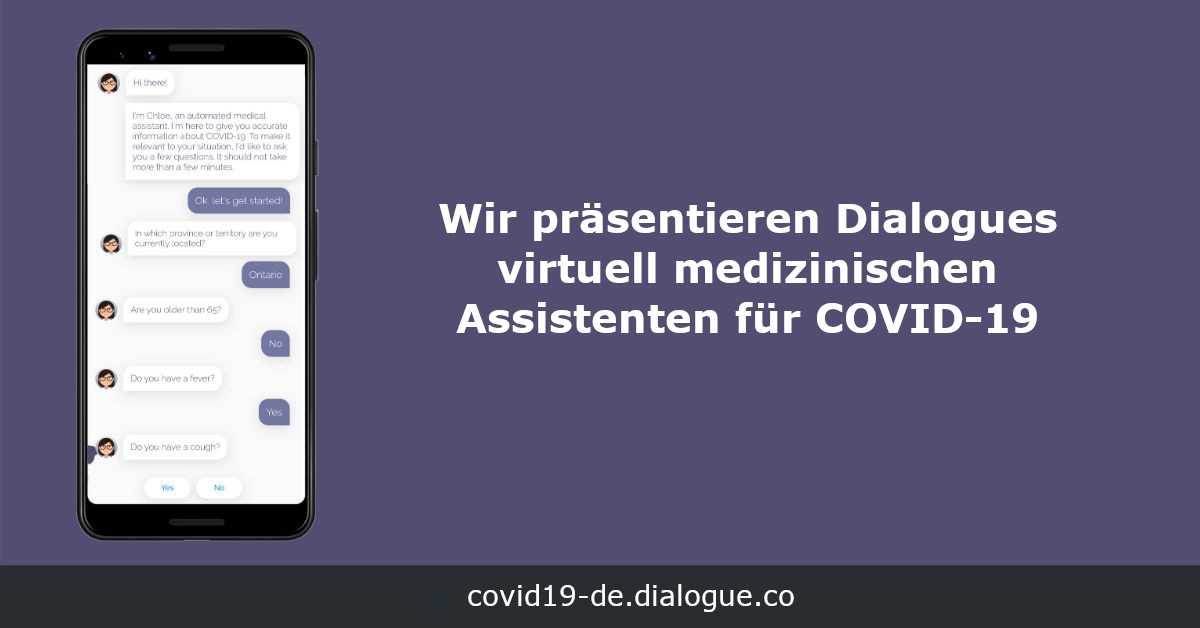 Hi there!
I'm Chloe, an automated medical
assistant. I'm here to give you accurate
information about COVID-19. To make it
relevant to your situation, I'd like to ask
you a few questions. It should not take
more than a few minutes.
Ok, let's get started!
In which province or territory are you
currently located?
Ontario
Are you older than 65?
No
Do you have a fever?
Yes
Do you have a cough?
Yes
No
Wir präsentieren Dialogues
virtuell medizinischen
Assistenten für COVID-19
covid19-de.dialogue.co